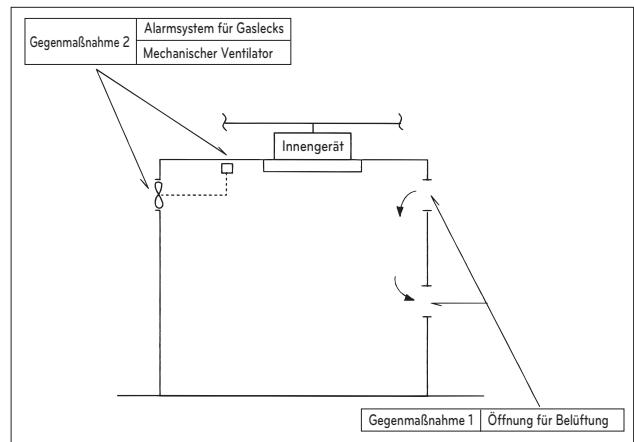 Gegenmaßnahme 2
Alarmsystem für Gaslecks
Mechanischer Ventilator
Innengerät
Gegenmaßnahme 1
Öffnung für Belüftung